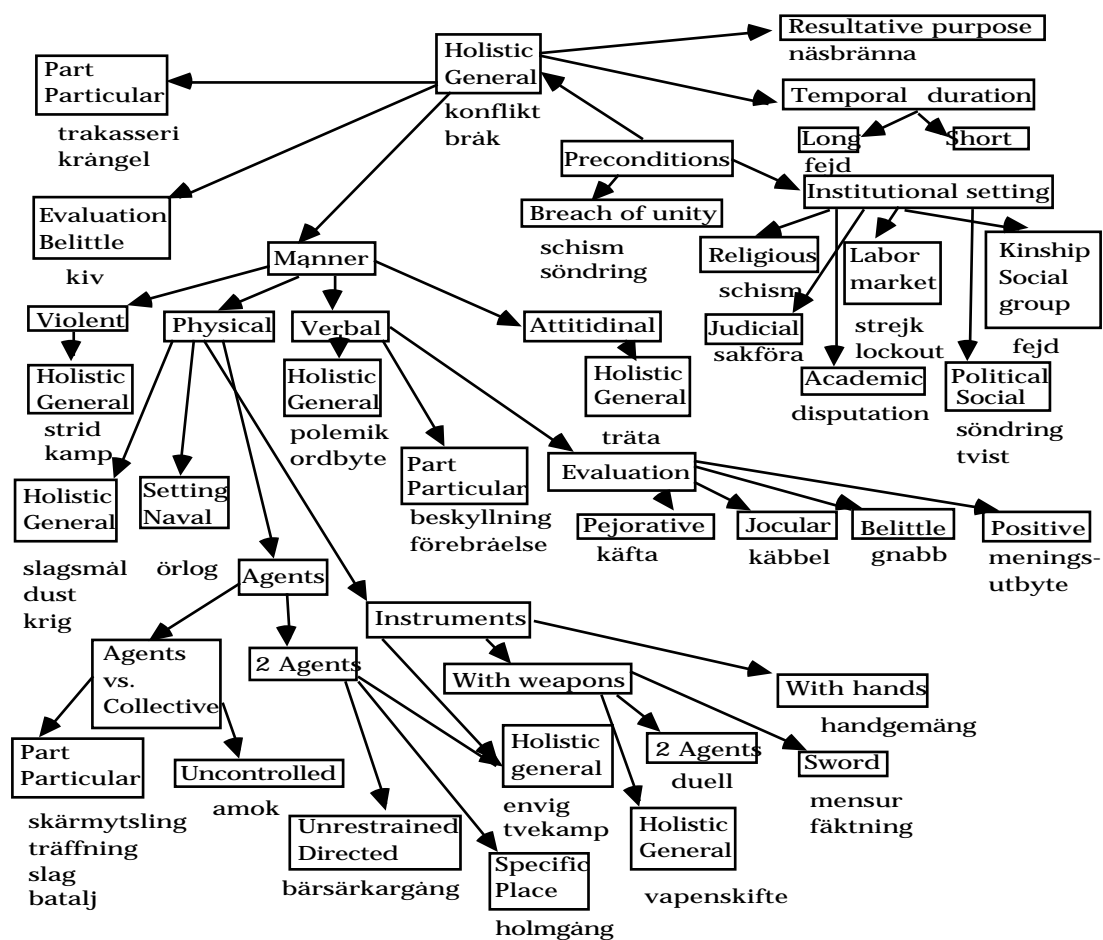 Resultative purpose
näsbränna
Holistic
General
konflikt
bråk
Part
Particular
trakasseri
krångel
Temporal duration
Long
fejd
Short
Preconditions
Institutional setting
Breach of unity
schism
söndring
Evaluation
Belittle
kiv
Religious
schism
Labor
market
strejk
lockout
Kinship
Social
group
fejd
Manner
Violent
Physical
Verbal
Attitidinal
Judicial
sakföra
Academic
disputation
Political
Social
söndring
tvist
Holistic
General
strid
kamp
Holistic
General
polemik
ordbyte
Holistic
General
träta
Part
Particular
beskyllning
förebråelse
Evaluation
Holistic
General
slagsmål
dust
krig
Setting
Naval
örlog
Pejorative
käfta
Jocular
käbbel
Belittle
gnabb
Positive
menings-
utbyte
Agents
Instruments
Agents
vs.
Collective
2 Agents
With weapons
With hands
handgemäng
Part
Particular
skärmytsling
träffning
slag
batalj
Uncontrolled
amok
Holistic
general
envig
tvekamp
2 Agents
duell
Sword
mensur
fäktning
Unrestrained
Directed
bärsärkargång
Specific
Place
holmgång
Holistic
General
vapenskifte